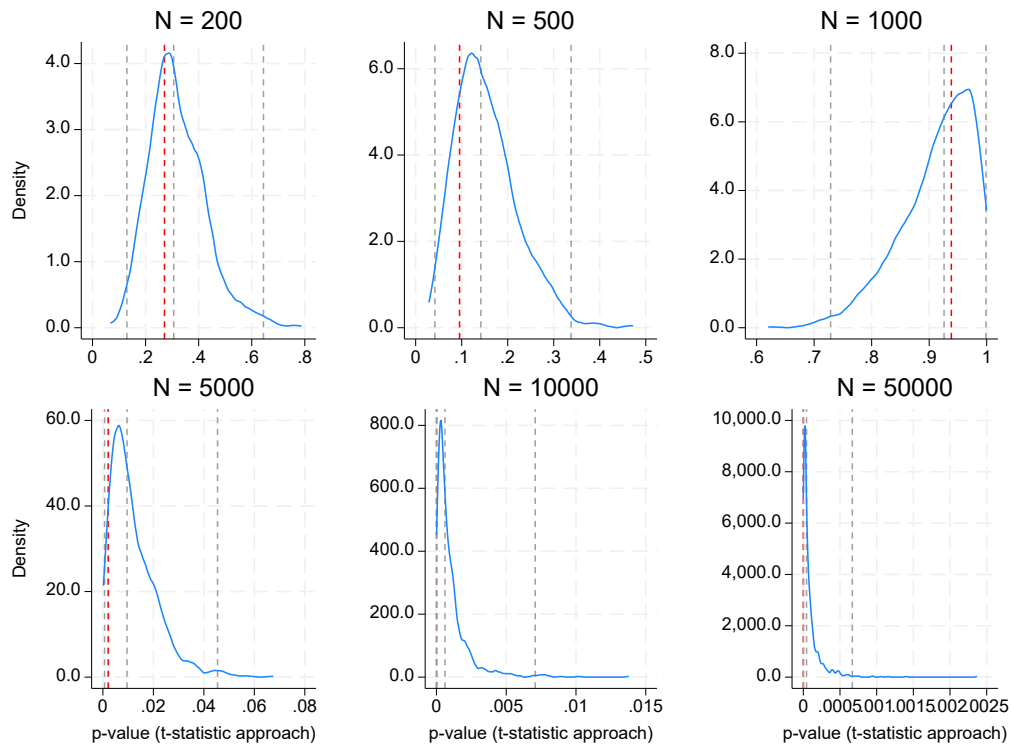 N = 200
N = 500
N = 1000
Density
4.0
3.0
2.0
1.0
0.0
0 .2 .4 .6 .8
6.0
4.0
2.0
0.0
0 .1 .2 .3 .4 .5
8.0
6.0
4.0
2.0
0.0
.6 .7 .8 .9 1
N = 5000
N = 10000
N = 50000
Density
60.0
40.0
20.0
0.0
0 .02 .04 .06 .08
p-value (t-statistic approach)
800.0
600.0
400.0
200.0
0.0
0 .005 .01 .015
p-value (t-statistic approach)
10,000.0
8,000.0
6,000.0
4,000.0
2,000.0
0.0
0 .0005 .001 .0015 .002 .0025
p-value (t-statistic approach)